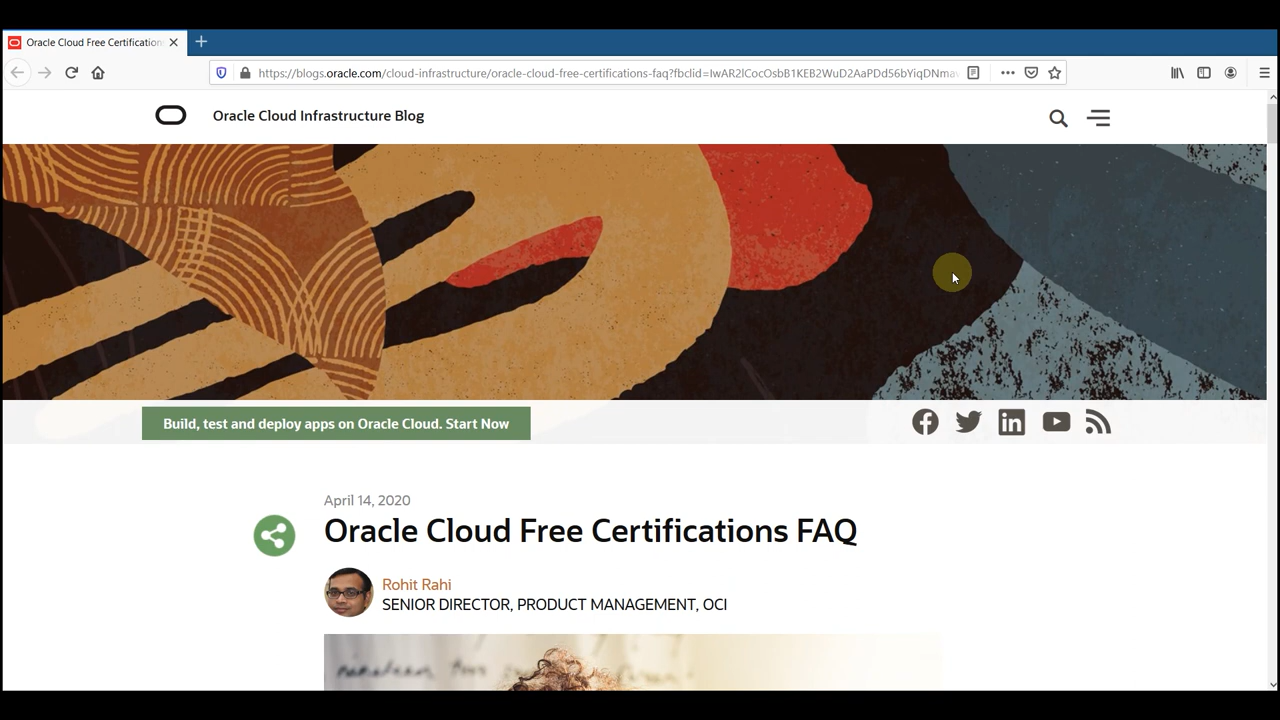 Oracle Cloud Free Certification
https://blogs.oracle.com/cloud-infrastructure/oracle-cloud-free-certifications-faq?fbclid=IwAR2lCocOsbB1KEB2WuD2AaPDd56bYiqDNmav
Oracle Cloud Infrastructure Blog
Build, test and deploy apps on Oracle Cloud. Start Now
April 14, 2020
Oracle Cloud Free Certifications FAQ
Rohit Rahi
SENIOR DIRECTOR, PRODUCT MANAGEMENT, OCI